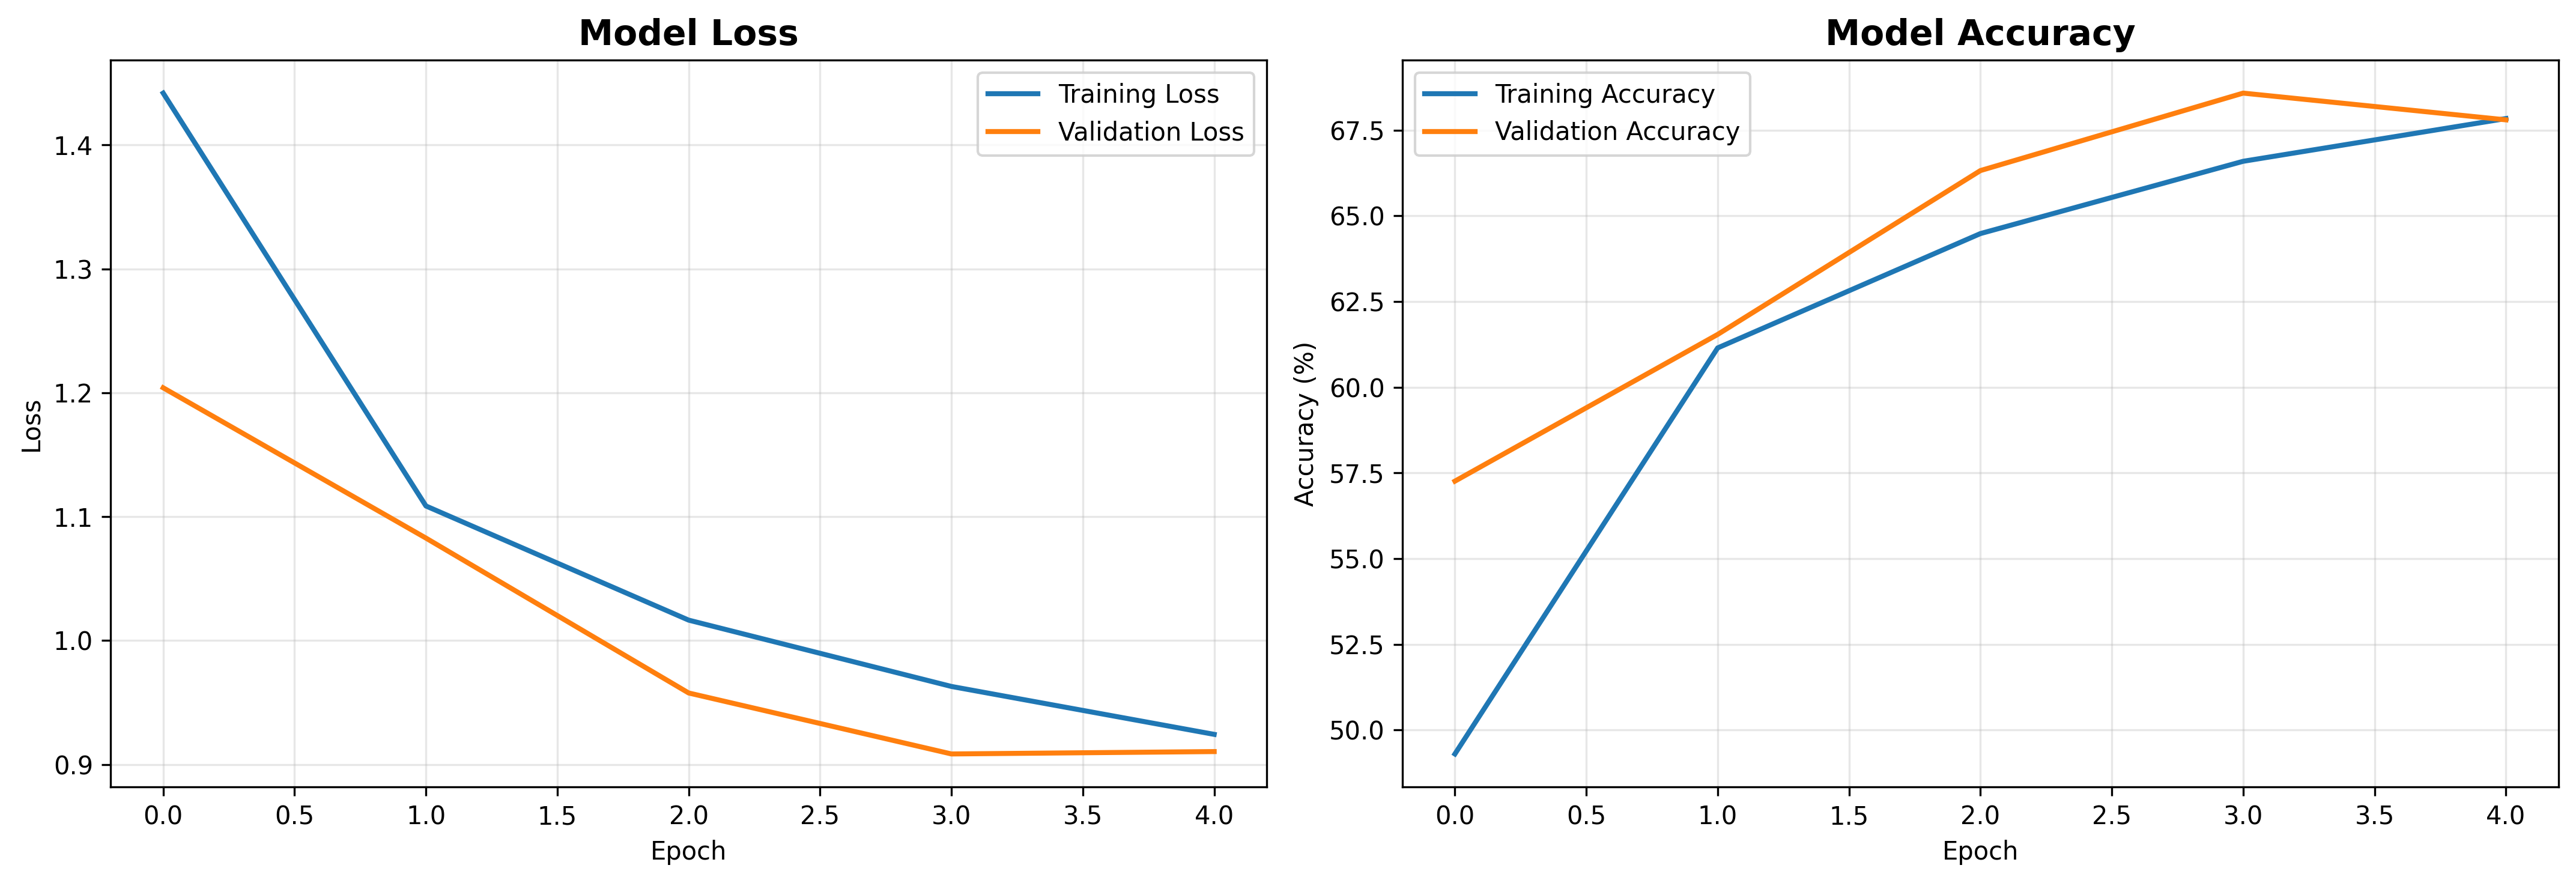 Model Loss
Training Loss
Validation Loss
1.4
1.3
1.2
1.1
1.0
0.9
Loss
0.0 0.5 1.0 1.5 2.0 2.5 3.0 3.5 4.0
Epoch
Model Accuracy
Training Accuracy
Validation Accuracy
67.5
65.0
62.5
60.0
57.5
55.0
52.5
50.0
Accuracy (%)
0.0 0.5 1.0 1.5 2.0 2.5 3.0 3.5 4.0
Epoch